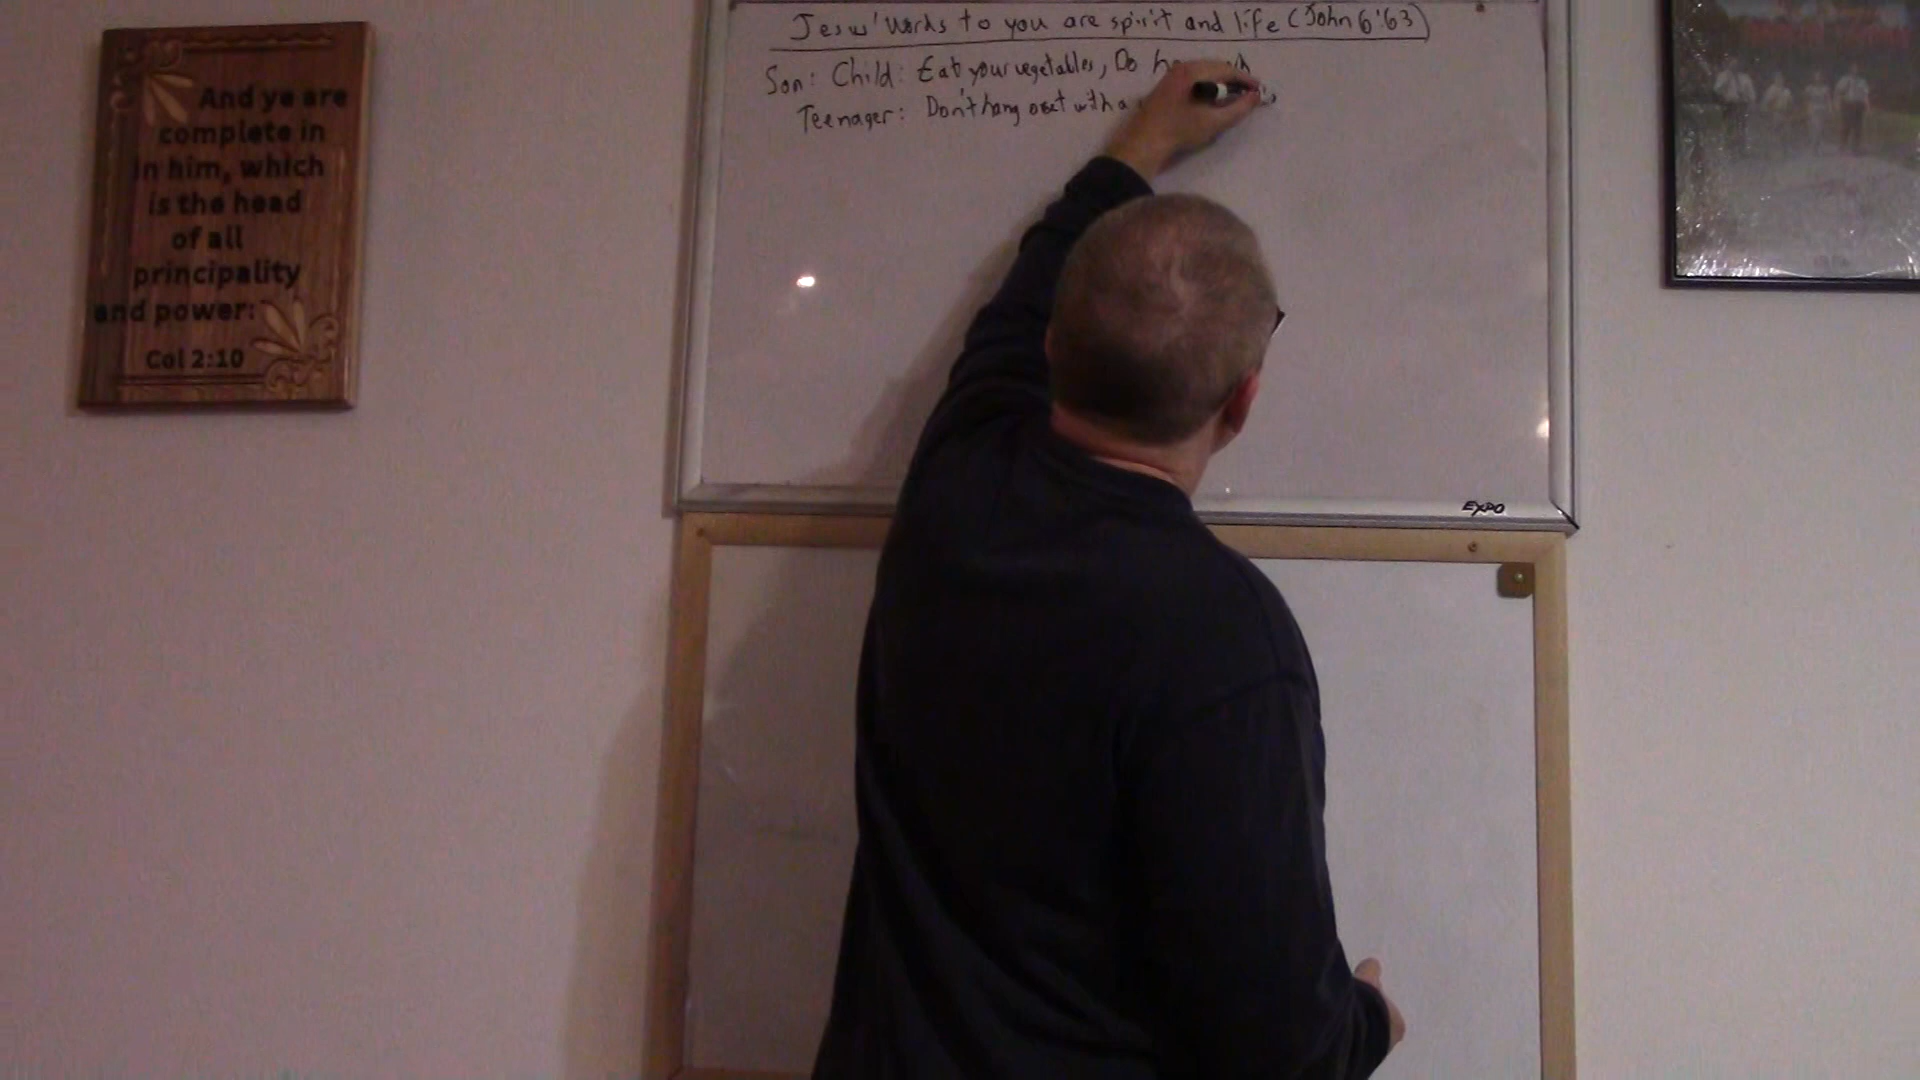 And ye are
complete in
in him, which
is the head
of all
principality
and power:
Col 2:10
Jesus' words to you are spirit and life (John 6:63)
Son: Child: Eat your vegetables, Do
Teenager: Don't hang out with
EXPO